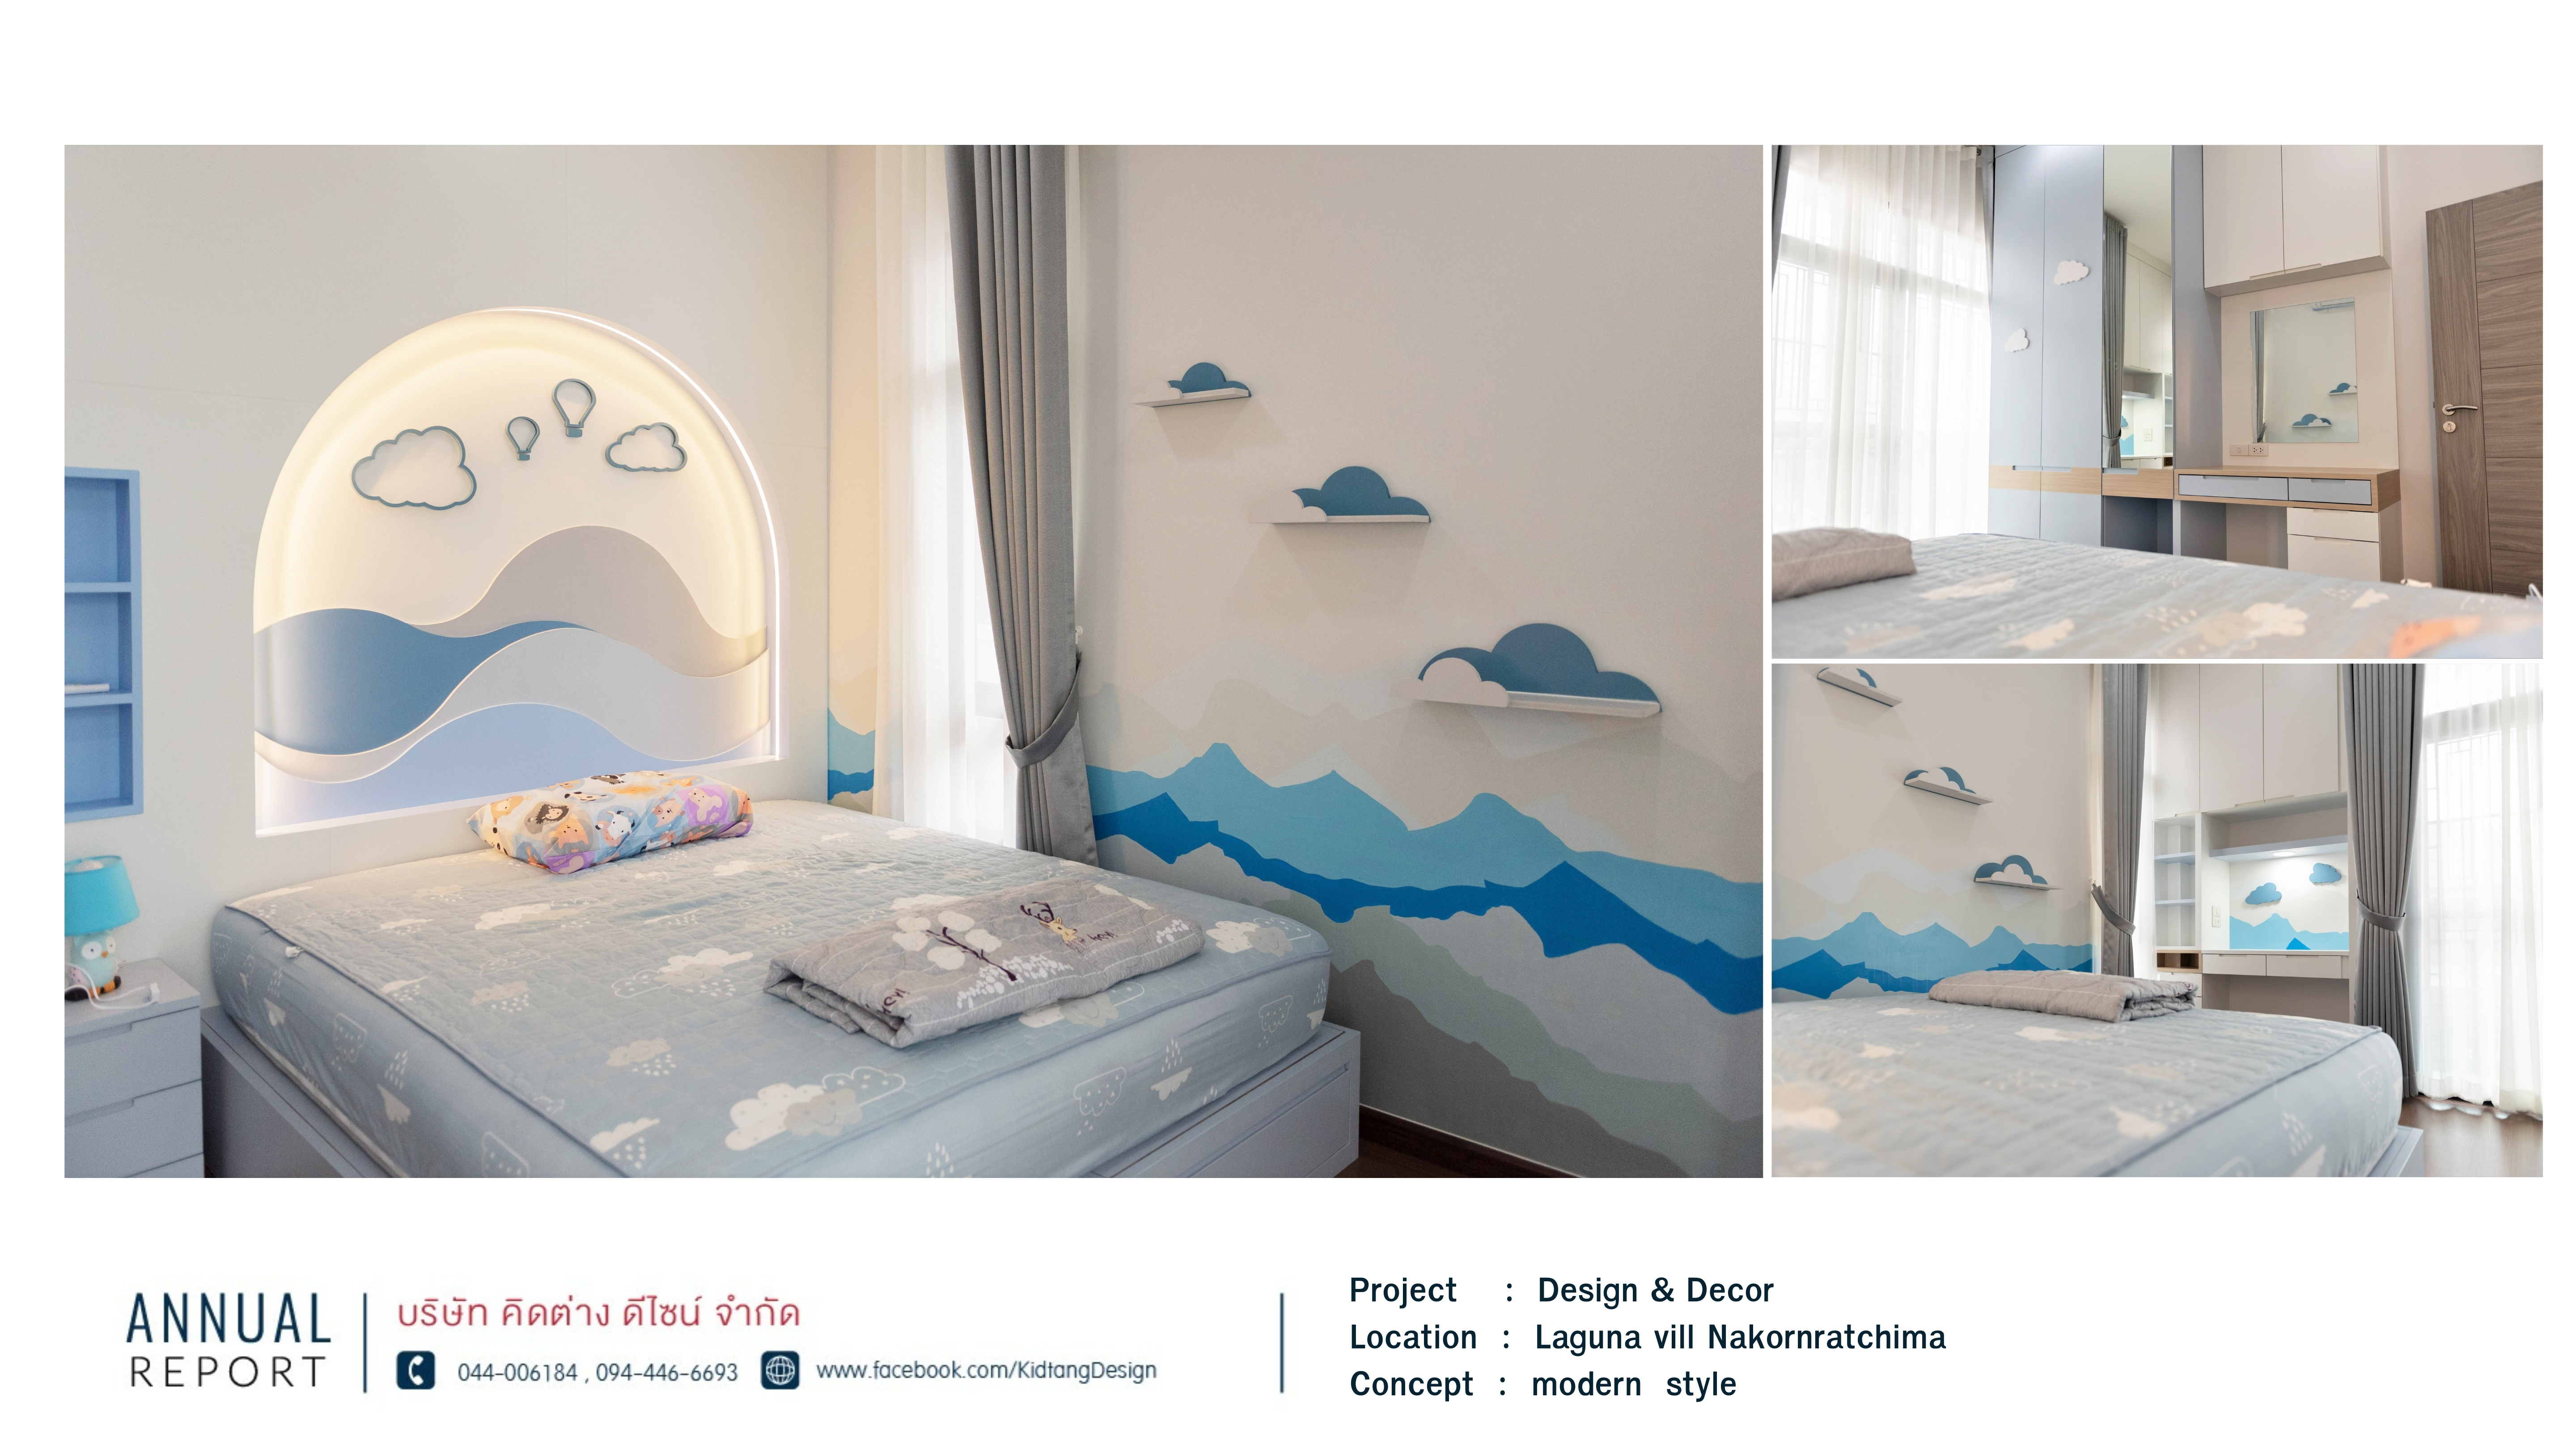 ANNUAL
REPORT
บริษัท คิดต่าง ดีไซน์ จำกัด
044-006184 , 094-446-6693 www.facebook.com/KidtangDesign
Project : Design & Decor
Location : Laguna vill Nakornratchima
Concept : modern style